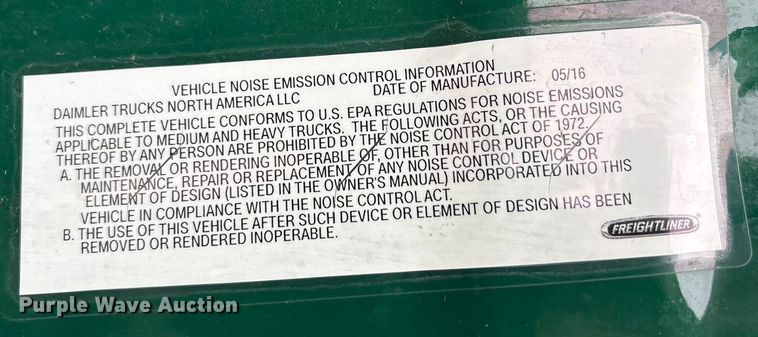 VEHICLE NOISE EMISSION CONTROL INFORMATION
DAIMLER TRUCKS NORTH AMERICA LLC DATE OF MANUFACTURE: 05/16
THIS COMPLETE VEHICLE CONFORMS TO U.S. EPA REGULATIONS FOR NOISE EMISSIONS
APPLICABLE TO MEDIUM AND HEAVY TRUCKS. THE FOLLOWING ACTS, OR THE CAUSING
THEREOF BY ANY PERSON ARE PROHIBITED BY THE NOISE CONTROL ACT OF 1972.
A. THE REMOVAL OR RENDERING INOPERABLE OF, OTHER THAN FOR PURPOSES OF
MAINTENANCE, REPAIR OR REPLACEMENT OF ANY NOISE CONTROL DEVICE OR
ELEMENT OF DESIGN (LISTED IN THE OWNER'S MANUAL) INCORPORATED INTO THIS
VEHICLE IN COMPLIANCE WITH THE NOISE CONTROL ACT.
B. THE USE OF THIS VEHICLE AFTER SUCH DEVICE OR ELEMENT OF DESIGN HAS BEEN
REMOVED OR RENDERED INOPERABLE.
FREIGHTLINER
Purple Wave Auction